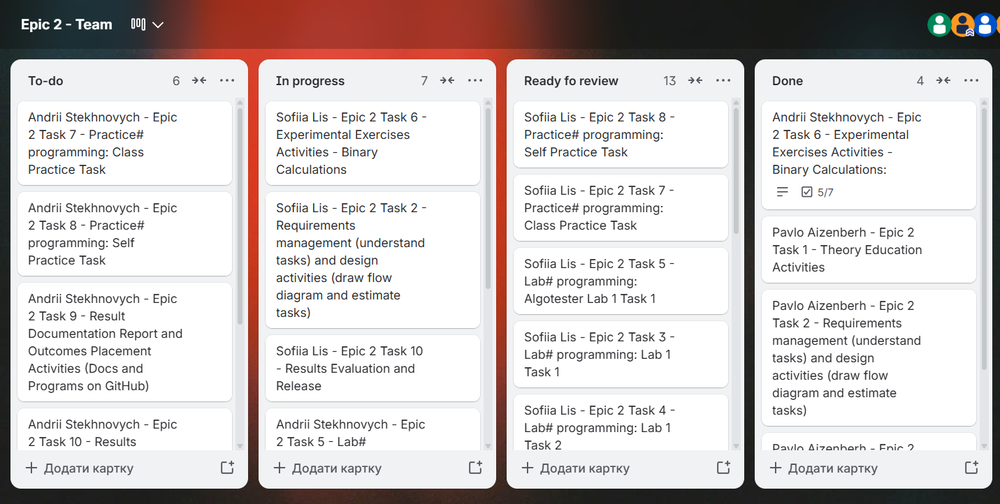 Epic 2 - Team
To-do
6
Andrii Stekhnovych - Epic
2 Task 7 - Practice#
programming: Class
Practice Task
Andrii Stekhnovych - Epic
2 Task 8 - Practice#
programming: Self
Practice Task
Andrii Stekhnovych - Epic
2 Task 9 - Result
Documentation Report and
Outcomes Placement
Activities (Docs and
Programs on GitHub)
Andrii Stekhnovych - Epic
2 Task 10 - Results
Додати картку
In progress
7
Sofiia Lis - Epic 2 Task 6 -
Experimental Exercises
Activities - Binary
Calculations
Sofiia Lis - Epic 2 Task 2 -
Requirements
management (understand
tasks) and design
activities (draw flow
diagram and estimate
tasks)
Sofiia Lis - Epic 2 Task 10
- Results Evaluation and
Release
Andrii Stekhnovych - Epic
2 Task 5 - Lab#
Додати картку
Ready fo review
13
Sofiia Lis - Epic 2 Task 8 -
Practice# programming:
Self Practice Task
Sofiia Lis - Epic 2 Task 7 -
Practice# programming:
Class Practice Task
Sofiia Lis - Epic 2 Task 5 -
Lab# programming:
Algotester Lab 1 Task 1
Sofiia Lis - Epic 2 Task 3 -
Lab# programming: Lab 1
Task 1
Sofiia Lis - Epic 2 Task 4 -
Lab# programming: Lab 1
Task 2
Додати картку
Done
4
Andrii Stekhnovych - Epic
2 Task 6 - Experimental
Exercises Activities -
Binary Calculations:
5/7
Pavlo Aizenberh - Epic 2
Task 1 - Theory Education
Activities
Pavlo Aizenberh - Epic 2
Task 2 - Requirements
management (understand
tasks) and design
activities (draw flow
diagram and estimate
tasks)
Pavlo Aizenberh - Epic 2
Додати картку